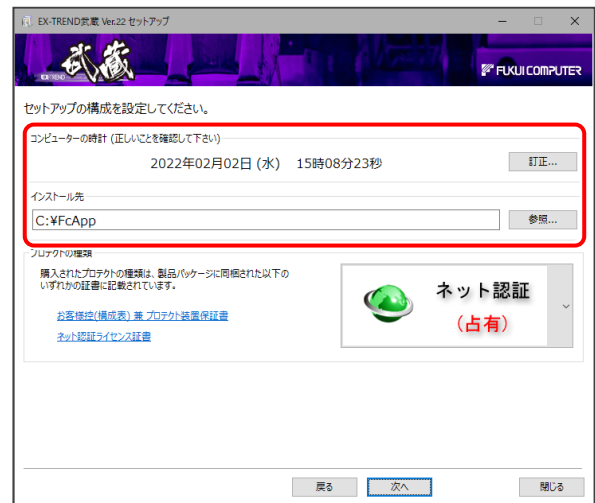 EX-TREND武蔵 Ver.22 セットアップ
EX-TREND 武蔵
FUKUI COMPUTER
セットアップの構成を設定してください。
コンピューターの時計 (正しいことを確認して下さい)
2022年02月02日 (水) 15時08分23秒
訂正...
インストール先
C:¥FcApp
参照...
プロテクトの種類
購入されたプロテクトの種類は、製品パッケージに同梱された以下の
いずれかの証書に記載されています。
お客様控(構成表) 兼 プロテクト装置保証書
ネット認証ライセンス証書
ネット認証
(占有)
戻る
次へ
閉じる